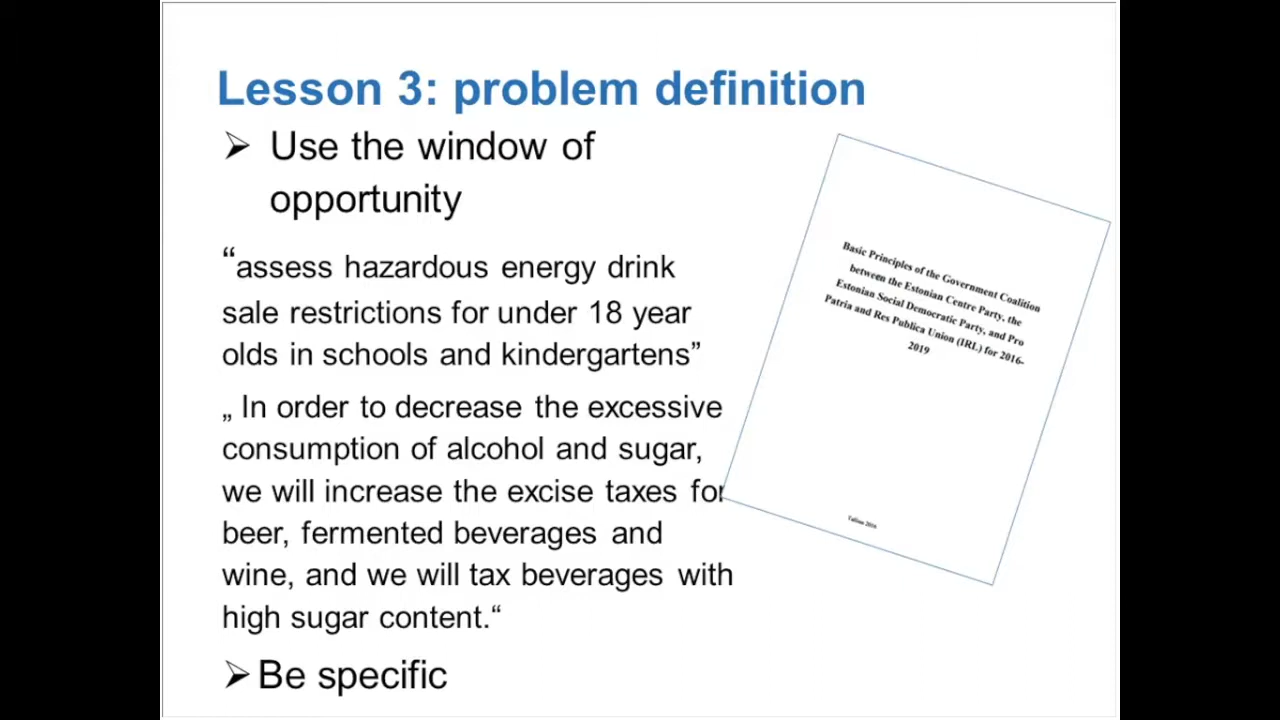 Lesson 3: problem definition
➢ Use the window of
opportunity
“assess hazardous energy drink
sale restrictions for under 18 year
olds in schools and kindergartens”
„ In order to decrease the excessive
consumption of alcohol and sugar,
we will increase the excise taxes for
beer, fermented beverages and
wine, and we will tax beverages with
high sugar content.“
➢ Be specific
Basic Principles of the Government Coalition
between the Estonian Centre Party, the
Estonian Social Democratic Party, and Pro
Patria and Res Publica Union (IRL) for 2016-
2019
Tallinn 2016